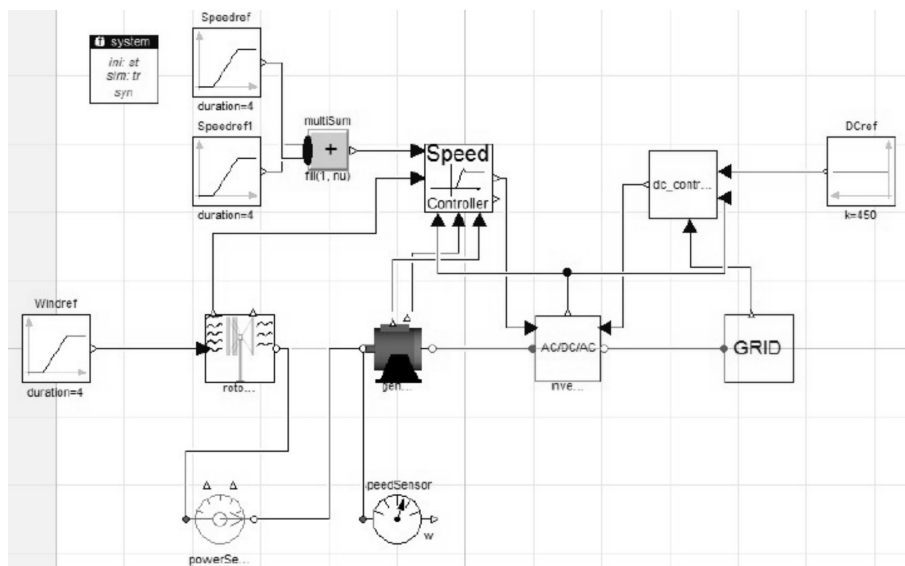 Speedref
system
ini: st
sim: tr
syn
duration=4
Speedref1
multiSum
+
fill(1, nu)
duration=4
Speed
Controller
dc_contr...
DCref
k=450
Windref
duration=4
roto...
gen...
AC/DC/AC
inve...
GRID
powerSe...
peedSensor
w